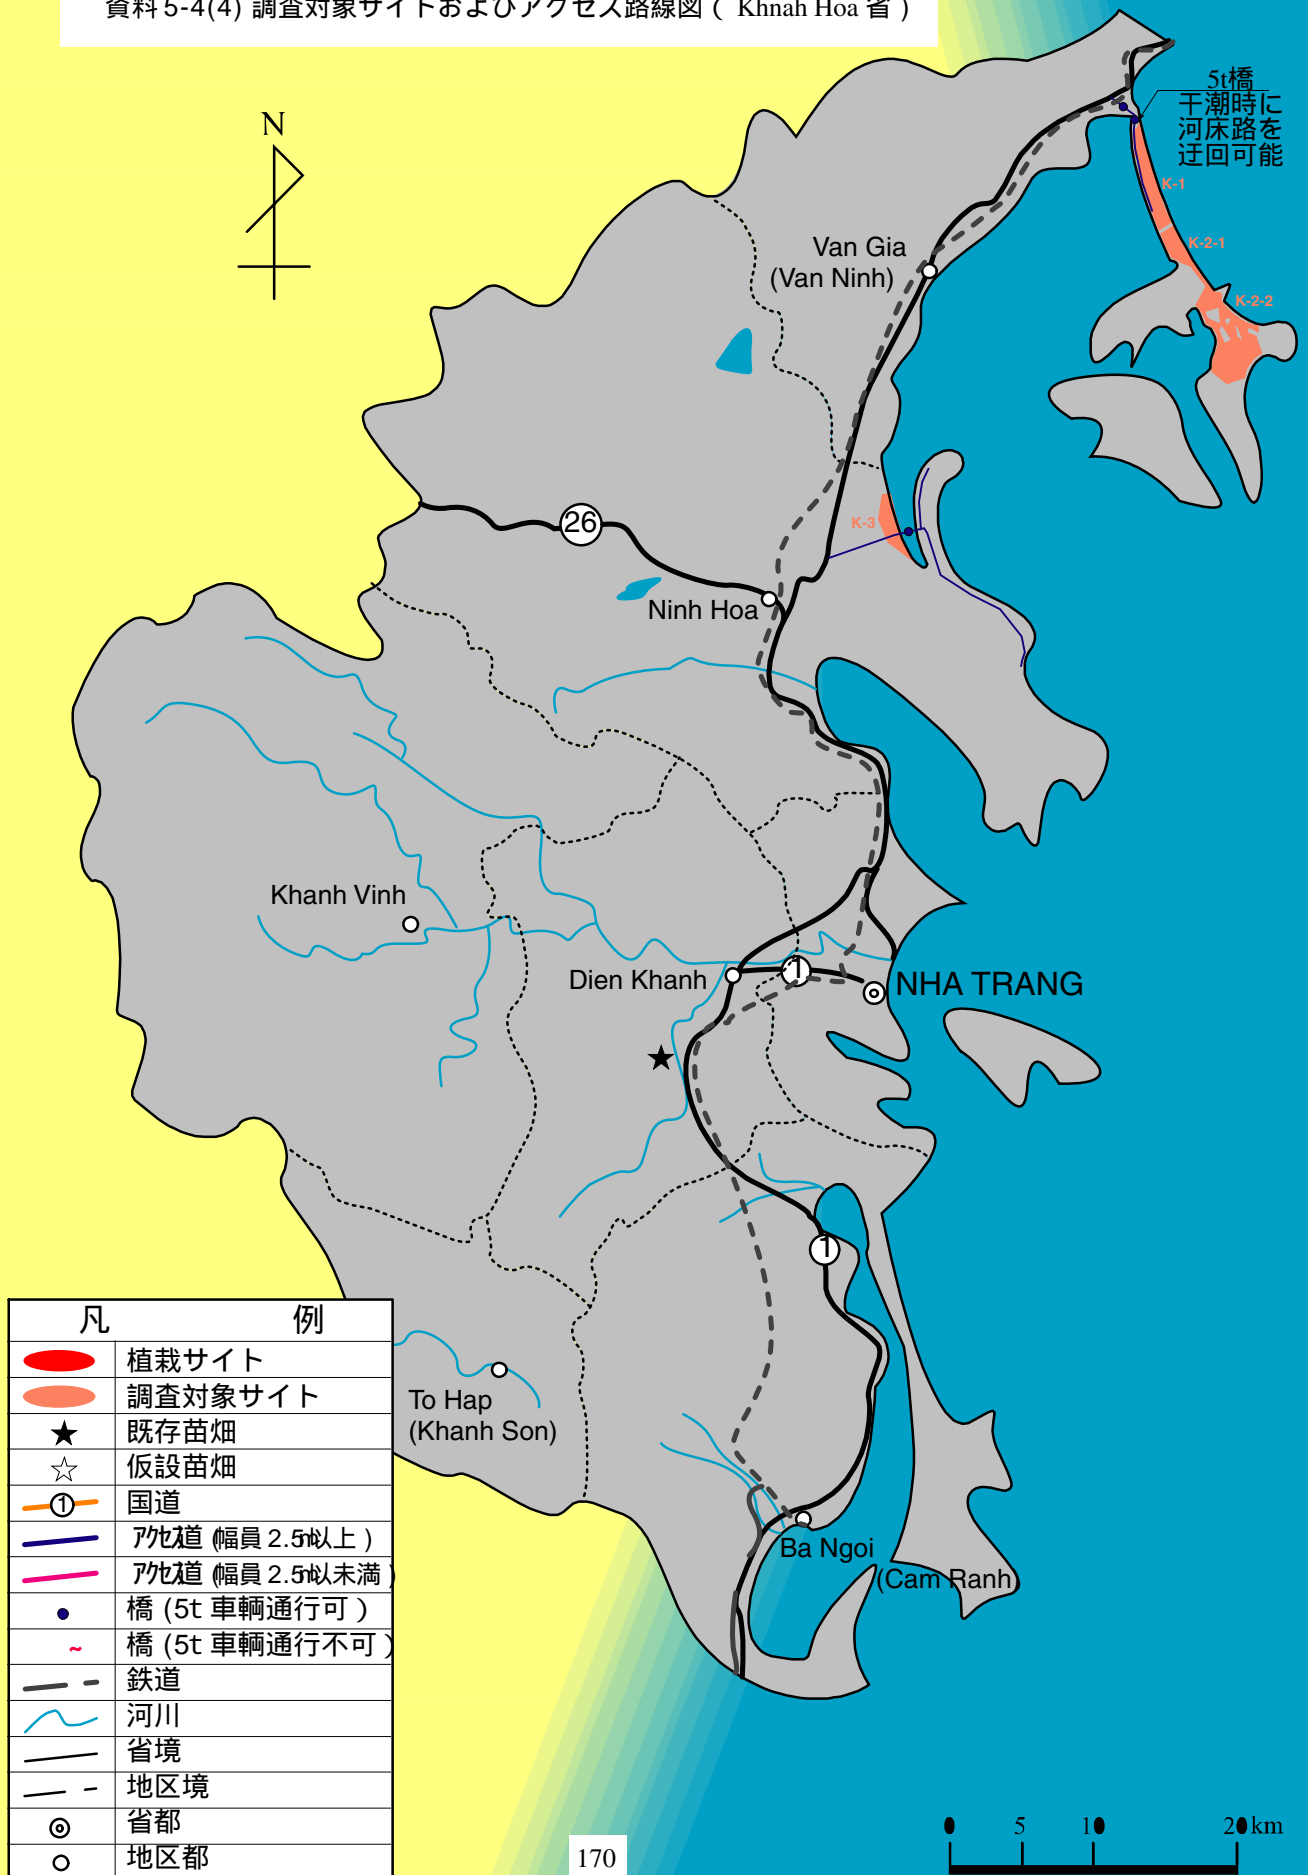 資料5-4(4) 調査対象サイトおよびアクセス路線図 ( Khnah Hoa 省 )
N
5t橋
干潮時に
河床路を
迂回可能
K-1
K-2-1
K-2-2
Van Gia
(Van Ninh)
K-3
26
Ninh Hoa
Khanh Vinh
Dien Khanh
1
NHA TRANG
1
To Hap
(Khanh Son)
Ba Ngoi
(Cam Ranh)
凡 例
植栽サイト
調査対象サイト
既存苗畑
仮設苗畑
1 国道
アクセス道 (幅員 2.5m以上 )
アクセス道 (幅員 2.5m以未満 )
橋 (5t 車輌通行可 )
橋 (5t 車輌通行不可 )
鉄道
河川
省境
地区境
省都
地区都
0 5 10 20 km
170